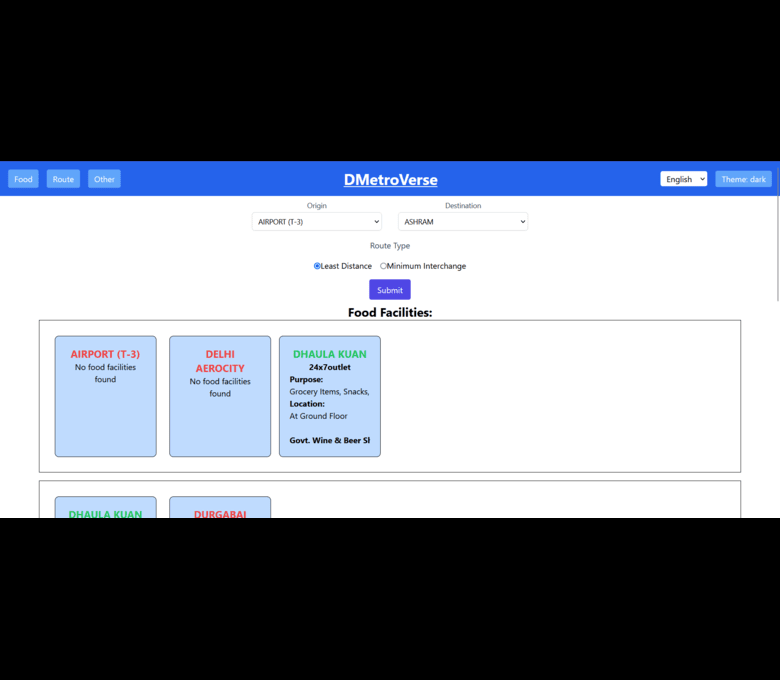 Food Route Other DMetroVerse English Theme: dark
Origin Destination
AIRPORT (T-3) ASHRAM
Route Type
Least Distance Minimum Interchange
Submit
Food Facilities:
AIRPORT (T-3)
No food facilities
found
DELHI
AEROCITY
No food facilities
found
DHAULA KUAN
24x7outlet
Purpose:
Grocery Items, Snacks,
Location:
At Ground Floor
Govt. Wine & Beer
DHAULA KUAN
DURGABAI